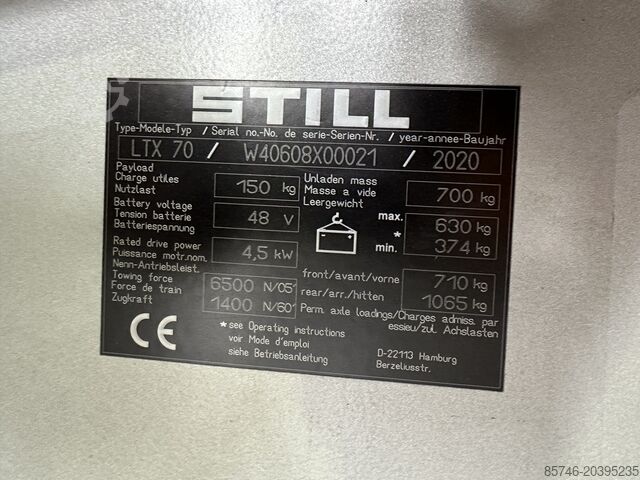 STILL
Type-Modele-Typ / Serial no.-No. de serie-Serien-Nr. / year-annee-Baujahr
LTX 70 / W40608X00021 / 2020
Payload
Charge utiles
Nutzlast
150 kg
Unladen mass
Masse a vide
Leergewicht
700 kg
Battery voltage
Tension batterie
Batteriespannung
48 V
max. 630 kg
*
min. 374 kg
Rated drive power
Puissance motr.nom.
Nenn-Antriebsleist.
4,5 kW
front/avant/vorne 710 kg
rear/arr./hitten 1065 kg
Towing force
Force de train
Zugkraft
6500 N/05'
1400 N/60'
Perm. axle loadings/Charges admiss. par
essieu/zul. Achslasten
CE
*see Operating instructions
voir Mode d'emploi
siehe Betriebsanleitung
D-22113 Hamburg
Berzeliusstr.
85746-20395235